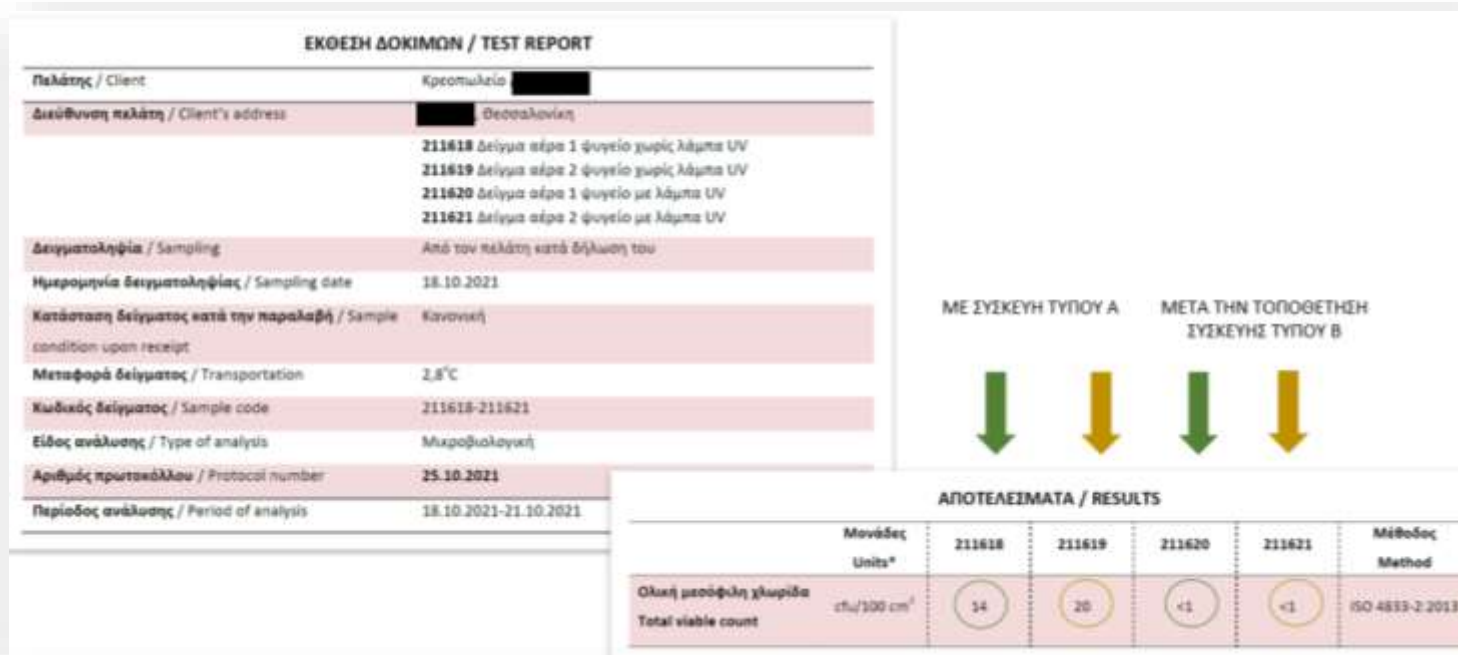 ΕΚΘΕΣΗ ΔΟΚΙΜΩΝ / TEST REPORT
Πελάτης / Client Κρεοπωλείο
Διεύθυνση πελάτη / Client's address , Θεσσαλονίκη
211618 Δείγμα αέρα 1 ψυγείο χωρίς λάμπα UV
211619 Δείγμα αέρα 2 ψυγείο χωρίς λάμπα UV
211620 Δείγμα αέρα 1 ψυγείο με λάμπα UV
211621 Δείγμα αέρα 2 ψυγείο με λάμπα UV
Δειγματοληψία / Sampling Από τον πελάτη κατά δήλωση του
Ημερομηνία δειγματοληψίας / Sampling date 18.10.2021
Κατάσταση δείγματος κατά την παραλαβή / Sample Κανονική
condition upon receipt
Μεταφορά δείγματος / Transportation 2,8°C
Κωδικός δείγματος / Sample code 211618-211621
Είδος ανάλυσης / Type of analysis Μικροβιολογική
Αριθμός πρωτοκόλλου / Protocol number 25.10.2021
Περίοδος ανάλυσης / Period of analysis 18.10.2021-21.10.2021
ΜΕ ΣΥΣΚΕΥΗ ΤΥΠΟΥ Α
ΜΕΤΑ ΤΗΝ ΤΟΠΟΘΕΤΗΣΗ
ΣΥΣΚΕΥΗΣ ΤΥΠΟΥ Β
ΑΠΟΤΕΛΕΣΜΑΤΑ / RESULTS
Μονάδες
Units* 211618 211619 211620 211621 Μέθοδος
Method
Ολική μεσόφιλη χλωρίδα
Total viable count cfu/100 cm² 14 20 <1 <1 ISO 4833-2:2013